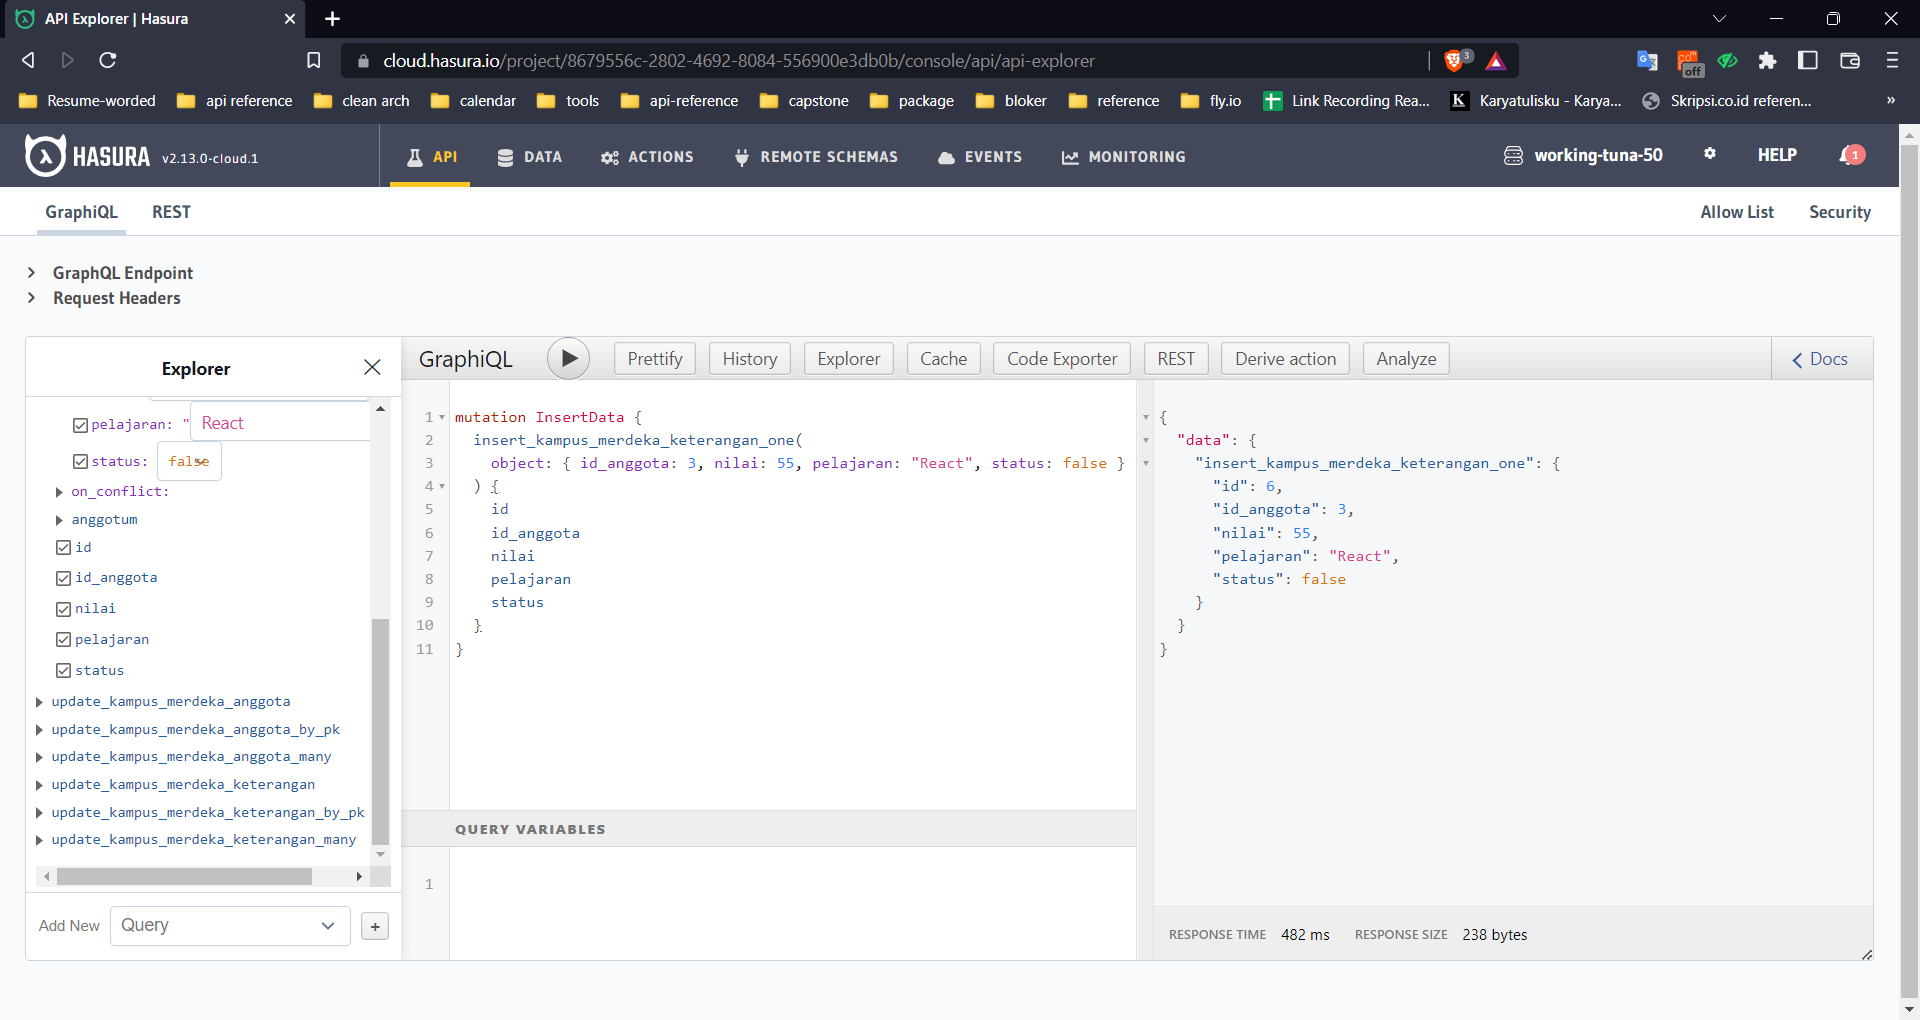 API Explorer | Hasura
cloud.hasura.io/project/8679556c-2802-4692-8084-556900e3db0b/console/api/api-explorer
3
off
Resume-worded api reference clean arch calendar tools api-reference capstone package bloker reference fly.io Link Recording Rea... Karyatulisku - Karya... Skripsi.co.id referen... »
HASURA v2.13.0-cloud.1 API DATA ACTIONS REMOTE SCHEMAS EVENTS MONITORING working-tuna-50 HELP 1
GraphiQL REST Allow List Security
GraphQL Endpoint
Request Headers
Explorer
GraphiQL Prettify History Explorer Cache Code Exporter REST Derive action Analyze Docs
pelajaran: " React
status: false
on_conflict:
anggotum
id
id_anggota
nilai
pelajaran
status
update_kampus_merdeka_anggota
update_kampus_merdeka_anggota_by_pk
update_kampus_merdeka_anggota_many
update_kampus_merdeka_keterangan
update_kampus_merdeka_keterangan_by_pk
update_kampus_merdeka_keterangan_many
Add New Query +
1 mutation InsertData {
2 insert_kampus_merdeka_keterangan_one(
3 object: { id_anggota: 3, nilai: 55, pelajaran: "React", status: false }
4 ) {
5 id
6 id_anggota
7 nilai
8 pelajaran
9 status
10 }
11 }
QUERY VARIABLES
1
{
"data": {
"insert_kampus_merdeka_keterangan_one": {
"id": 6,
"id_anggota": 3,
"nilai": 55,
"pelajaran": "React",
"status": false
}
}
}
RESPONSE TIME 482 ms RESPONSE SIZE 238 bytes